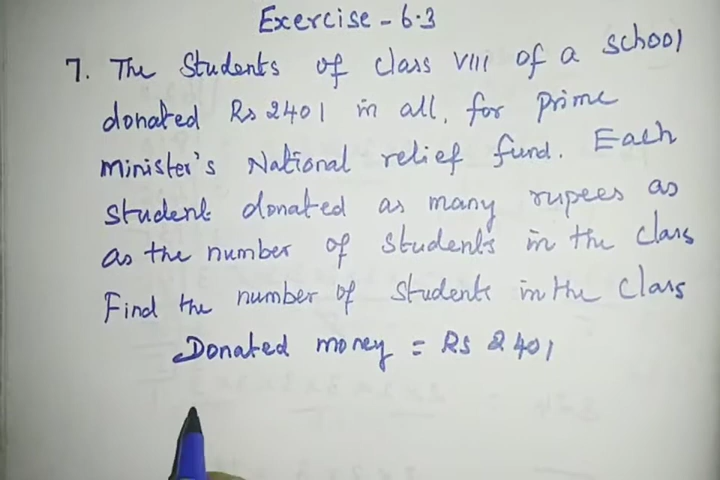 Exercise - 6.3
7. The Students of class VIII of a school
donated Rs 2401 in all, for prime
minister's National relief fund. Each
student donated as many rupees as
as the number of students in the class
Find the number of students in the class
Donated money = Rs 2401